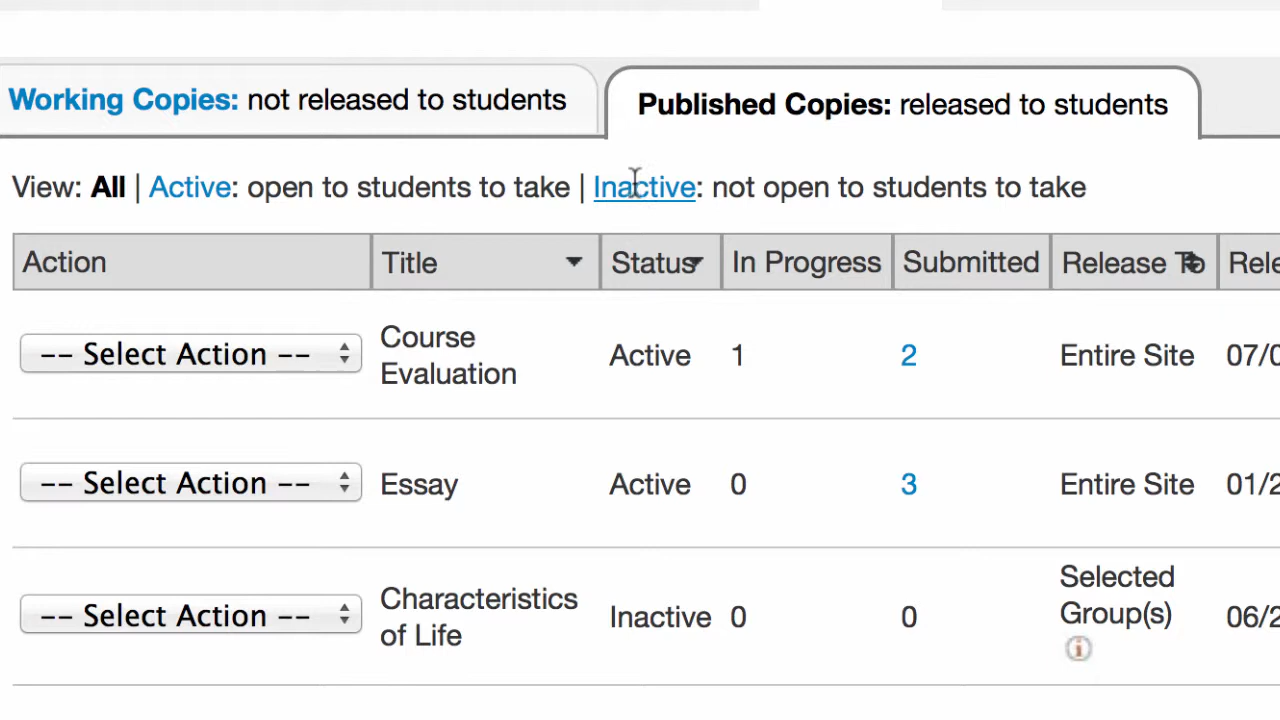 Working Copies: not released to students
Published Copies: released to students
View: All | Active: open to students to take | Inactive: not open to students to take
Action Title Status In Progress Submitted Release To
-- Select Action -- Course Evaluation Active 1 2 Entire Site 07/0
-- Select Action -- Essay Active 0 3 Entire Site 01/2
-- Select Action -- Characteristics of Life Inactive 0 0 Selected Group(s) 06/2